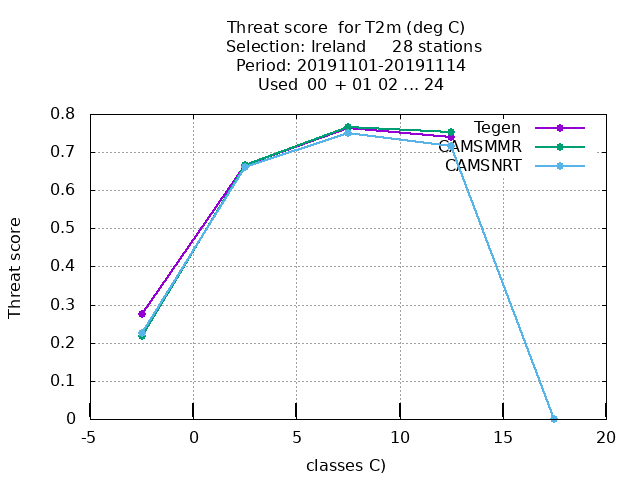 Threat score for T2m (deg C)
Selection: Ireland 28 stations
Period: 20191101-20191114
Used 00 + 01 02 ... 24
Threat score
0.8
0.7
0.6
0.5
0.4
0.3
0.2
0.1
0
Tegen
CAMSMMR
CAMSNRT
-5
0
5
10
15
20
classes C)